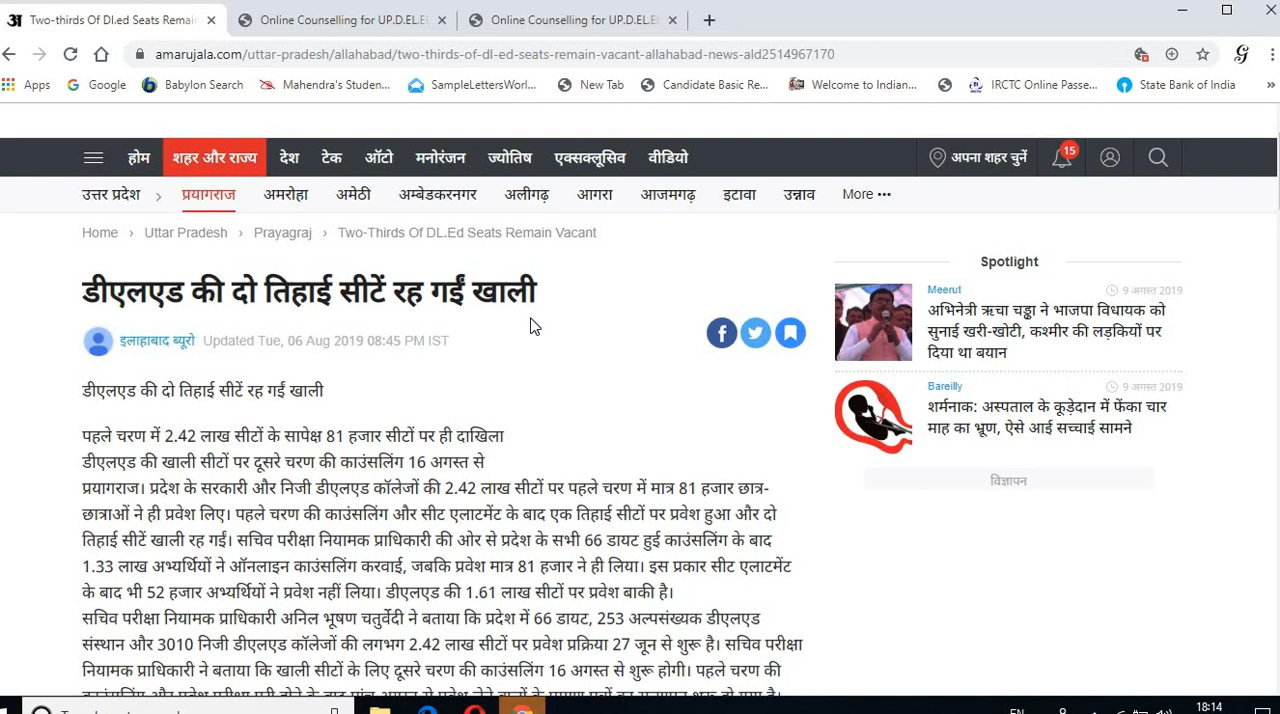 Two-thirds Of Dl.ed Seats Remai
Online Counselling for UP.D.EL.E
Online Counselling for UP.D.EL.E
amarujala.com/uttar-pradesh/allahabad/two-thirds-of-dl-ed-seats-remain-vacant-allahabad-news-ald2514967170
Apps Google Babylon Search Mahendra's Studen... SampleLettersWorl... New Tab Candidate Basic Re... Welcome to Indian... IRCTC Online Passe... State Bank of India »
होम शहर और राज्य देश टेक ऑटो मनोरंजन ज्योतिष एक्सक्लूसिव वीडियो अपना शहर चुनें 15
उत्तर प्रदेश › प्रयागराज अमरोहा अमेठी अम्बेडकरनगर अलीगढ़ आगरा आजमगढ़ इटावा उन्नाव More •••
Home › Uttar Pradesh › Prayagraj › Two-Thirds Of DL.Ed Seats Remain Vacant
डीएलएड की दो तिहाई सीटें रह गईं खाली
इलाहाबाद ब्यूरो Updated Tue, 06 Aug 2019 08:45 PM IST
डीएलएड की दो तिहाई सीटें रह गईं खाली
पहले चरण में 2.42 लाख सीटों के सापेक्ष 81 हजार सीटों पर ही दाखिला
डीएलएड की खाली सीटों पर दूसरे चरण की काउंसलिंग 16 अगस्त से
प्रयागराज। प्रदेश के सरकारी और निजी डीएलएड कॉलेजों की 2.42 लाख सीटों पर पहले चरण में मात्र 81 हजार छात्र-
छात्राओं ने ही प्रवेश लिए। पहले चरण की काउंसलिंग और सीट एलाटमेंट के बाद एक तिहाई सीटों पर प्रवेश हुआ और दो
तिहाई सीटें खाली रह गईं। सचिव परीक्षा नियामक प्राधिकारी की ओर से प्रदेश के सभी 66 डायट हुई काउंसलिंग के बाद
1.33 लाख अभ्यर्थियों ने ऑनलाइन काउंसलिंग करवाई, जबकि प्रवेश मात्र 81 हजार ने ही लिया। इस प्रकार सीट एलाटमेंट
के बाद भी 52 हजार अभ्यर्थियों ने प्रवेश नहीं लिया। डीएलएड की 1.61 लाख सीटों पर प्रवेश बाकी है।
सचिव परीक्षा नियामक प्राधिकारी अनिल भूषण चतुर्वेदी ने बताया कि प्रदेश में 66 डायट, 253 अल्पसंख्यक डीएलएड
संस्थान और 3010 निजी डीएलएड कॉलेजों की लगभग 2.42 लाख सीटों पर प्रवेश प्रक्रिया 27 जून से शुरू है। सचिव परीक्षा
नियामक प्राधिकारी ने बताया कि खाली सीटों के लिए दूसरे चरण की काउंसलिंग 16 अगस्त से शुरू होगी। पहले चरण की
Spotlight
Meerut 9 अगस्त 2019
अभिनेत्री ऋचा चड्ढा ने भाजपा विधायक को
सुनाई खरी-खोटी, कश्मीर की लड़कियों पर
दिया था बयान
Bareilly 9 अगस्त 2019
शर्मनाक: अस्पताल के कूड़ेदान में फेंका चार
माह का भ्रूण, ऐसे आई सच्चाई सामने
विज्ञापन
18:14